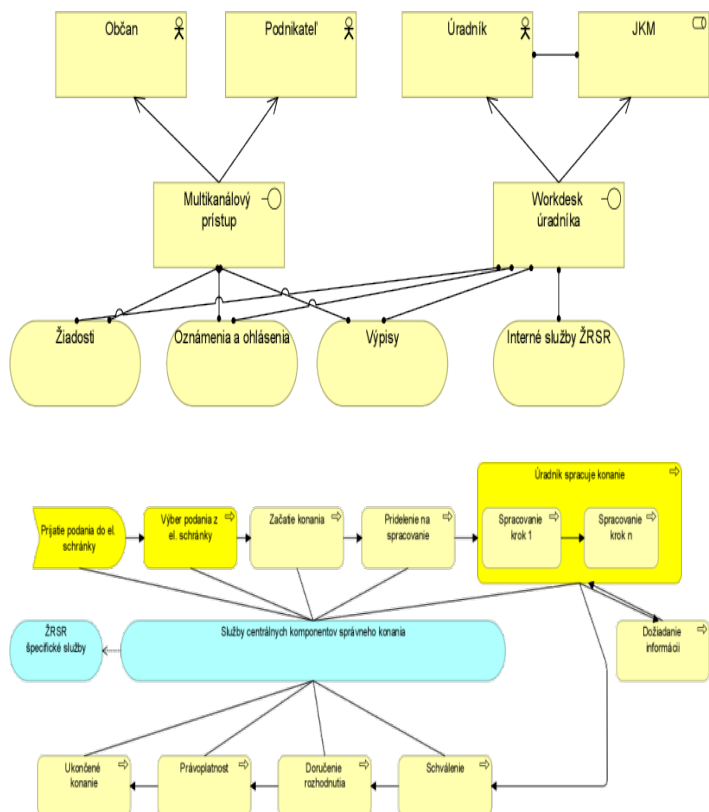 Občan
Podnikateľ
Úradník
JKM
Multikanálový
prístup
Workdesk
úradníka
Žiadosti
Oznámenia a ohlásenia
Výpisy
Interné služby ŽRSR
Úradník spracuje konanie
Prijatie podania do el.
schránky
Výber podania z
el. schránky
Začatie konania
Pridelenie na
spracovanie
Spracovanie
krok 1
Spracovanie
krok n
ŽRSR
špecifické služby
Služby centrálnych komponentov správneho konania
Dožiadanie
informácií
Ukončené
konanie
Právoplatnost
Doručenie
rozhodnutia
Schválenie